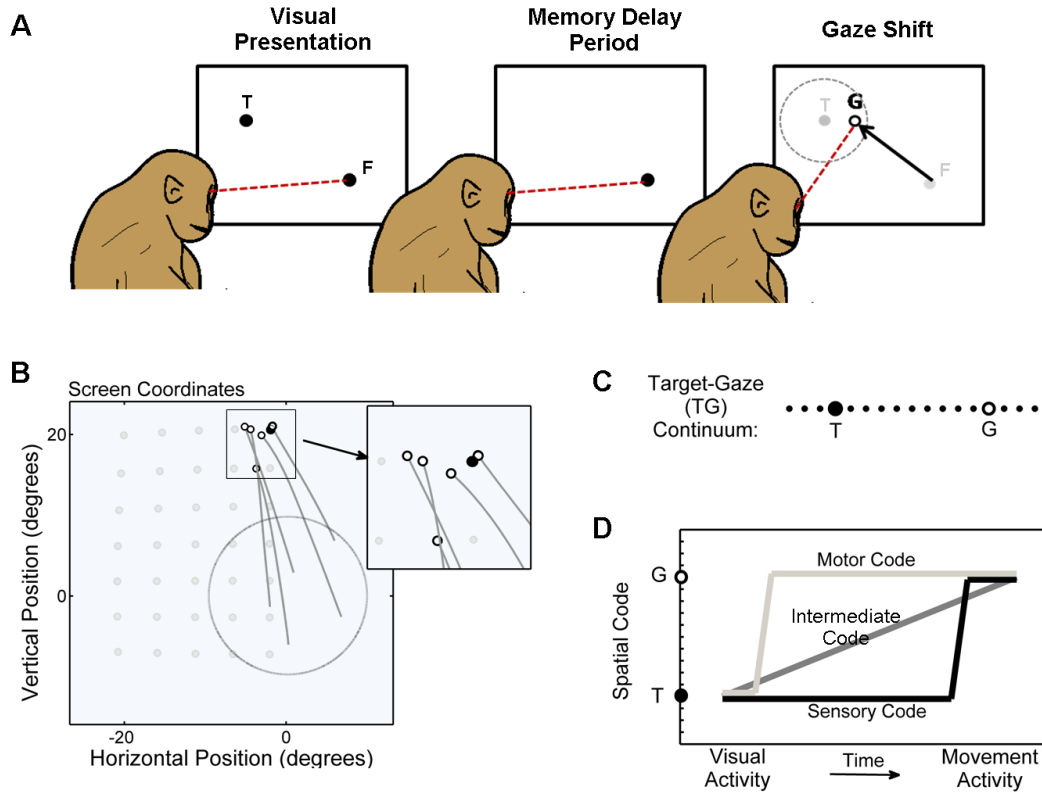 A
Visual
Presentation
Memory Delay
Period
Gaze Shift
T
F
T
G
F
B
Screen Coordinates
20
0
-20
0
Vertical Position (degrees)
Horizontal Position (degrees)
C
Target-Gaze
(TG)
Continuum:
T
G
D
G
T
Spatial Code
Motor Code
Intermediate
Code
Sensory Code
Visual
Activity
Time
Movement
Activity